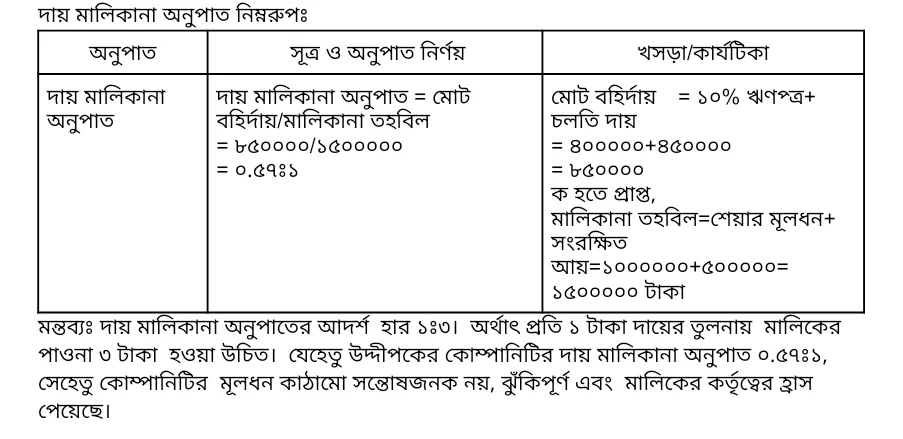 দায় মালিকানা অনুপাত নিম্নরুপঃ
অনুপাত
সূত্র ও অনুপাত নির্ণয়
খসড়া/কার্যটিকা
দায় মালিকানা
অনুপাত
দায় মালিকানা অনুপাত = মোট
বহির্দায়/মালিকানা তহবিল
= ৮৫০০০০/১৫০০০০০
= ০.৫৭ঃ১
মোট বহির্দায় = ১০% ঋণপত্র+
চলতি দায়
= ৪০০০০০+৪৫০০০০
= ৮৫০০০০
ক হতে প্রাপ্ত,
মালিকানা তহবিল=শেয়ার মূলধন+
সংরক্ষিত
আয়=১০০০০০০+৫০০০০০=
১৫০০০০০ টাকা
মন্তব্যঃ দায় মালিকানা অনুপাতের আদর্শ হার ১ঃ৩। অর্থাৎ প্রতি ১ টাকা দায়ের তুলনায় মালিকের
পাওনা ৩ টাকা হওয়া উচিত। যেহেতু উদ্দীপকের কোম্পানিটির দায় মালিকানা অনুপাত ০.৫৭ঃ১,
সেহেতু কোম্পানিটির মূলধন কাঠামো সন্তোষজনক নয়, ঝুঁকিপূর্ণ এবং মালিকের কর্তৃত্বের হ্রাস
পেয়েছে।